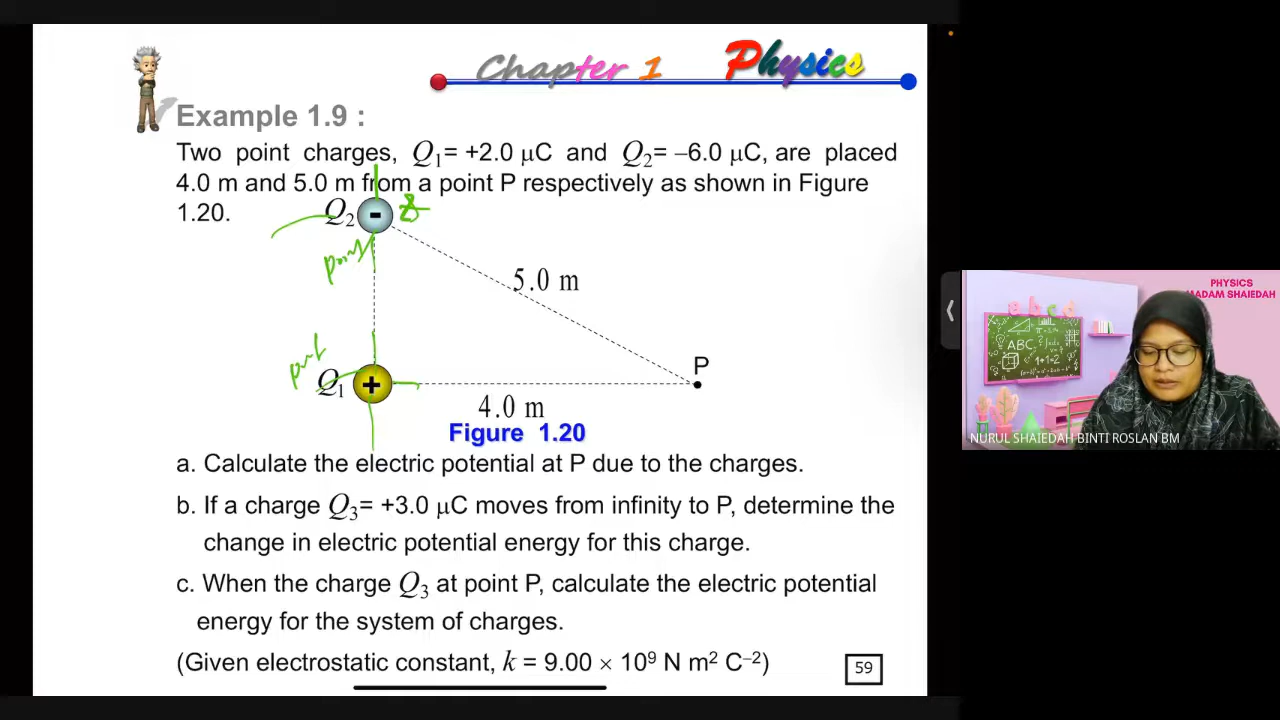 Chapter 1 Physics
Example 1.9 :
Two point charges, Q1= +2.0 μC and Q2= –6.0 μC, are placed
4.0 m and 5.0 m from a point P respectively as shown in Figure
1.20.
Q2 -
5.0 m
P
Q1 +
4.0 m
Figure 1.20
a. Calculate the electric potential at P due to the charges.
b. If a charge Q3= +3.0 μC moves from infinity to P, determine the
change in electric potential energy for this charge.
c. When the charge Q3 at point P, calculate the electric potential
energy for the system of charges.
(Given electrostatic constant, k = 9.00 × 10⁹ N m² C⁻²)
59
PHYSICS
MADAM SHAIEDAH
a b c d
ABC
NURUL SHAIEDAH BINTI ROSLAN BM